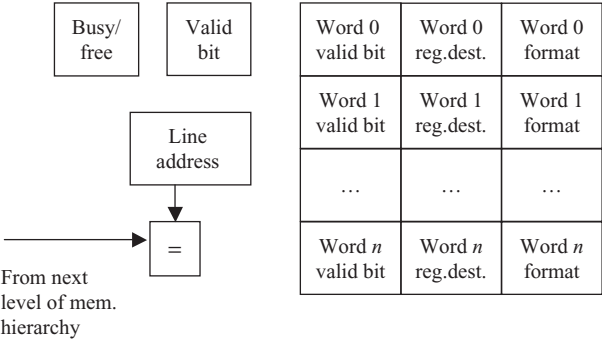 Busy/
free
Valid
bit
Line
address
=
From next
level of mem.
hierarchy
Word 0
valid bit
Word 0
reg.dest.
Word 0
format
Word 1
valid bit
Word 1
reg.dest.
Word 1
format
…
…
…
Word n
valid bit
Word n
reg.dest.
Word n
format